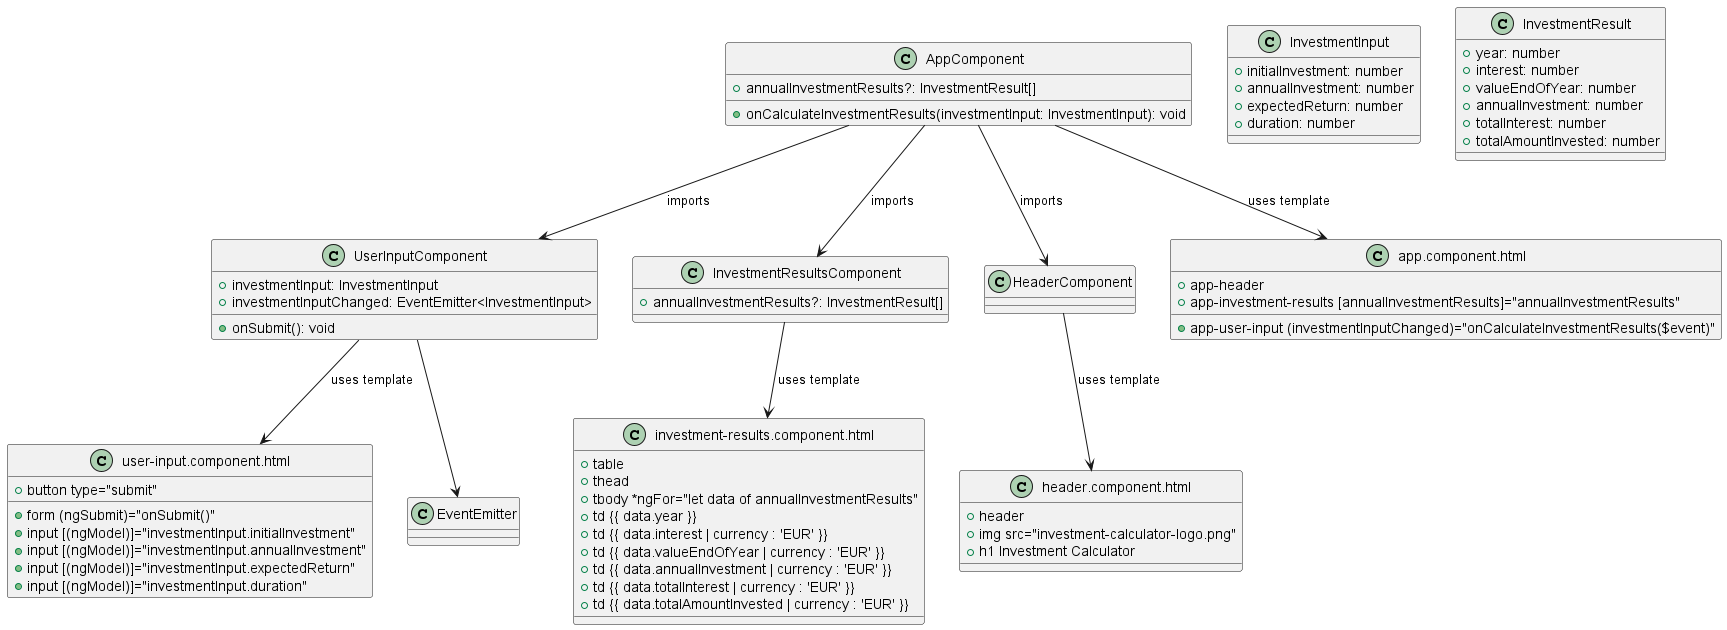 AppComponent
annualInvestmentResults?: InvestmentResult[]
onCalculateInvestmentResults(investmentInput: InvestmentInput): void
InvestmentInput
initialInvestment: number
annualInvestment: number
expectedReturn: number
duration: number
InvestmentResult
year: number
interest: number
valueEndOfYear: number
annualInvestment: number
totalInterest: number
totalAmountInvested: number
imports
imports
imports
uses template
UserInputComponent
investmentInput: InvestmentInput
investmentInputChanged: EventEmitter<InvestmentInput>
onSubmit(): void
InvestmentResultsComponent
annualInvestmentResults?: InvestmentResult[]
HeaderComponent
app.component.html
app-header
app-investment-results [annualInvestmentResults]="annualInvestmentResults"
app-user-input (investmentInputChanged)="onCalculateInvestmentResults($event)"
uses template
uses template
uses template
user-input.component.html
button type="submit"
form (ngSubmit)="onSubmit()"
input [(ngModel)]="investmentInput.initialInvestment"
input [(ngModel)]="investmentInput.annualInvestment"
input [(ngModel)]="investmentInput.expectedReturn"
input [(ngModel)]="investmentInput.duration"
EventEmitter
investment-results.component.html
table
thead
tbody *ngFor="let data of annualInvestmentResults"
td {{ data.year }}
td {{ data.interest | currency : 'EUR' }}
td {{ data.valueEndOfYear | currency : 'EUR' }}
td {{ data.annualInvestment | currency : 'EUR' }}
td {{ data.totalInterest | currency : 'EUR' }}
td {{ data.totalAmountInvested | currency : 'EUR' }}
header.component.html
header
img src="investment-calculator-logo.png"
h1 Investment Calculator